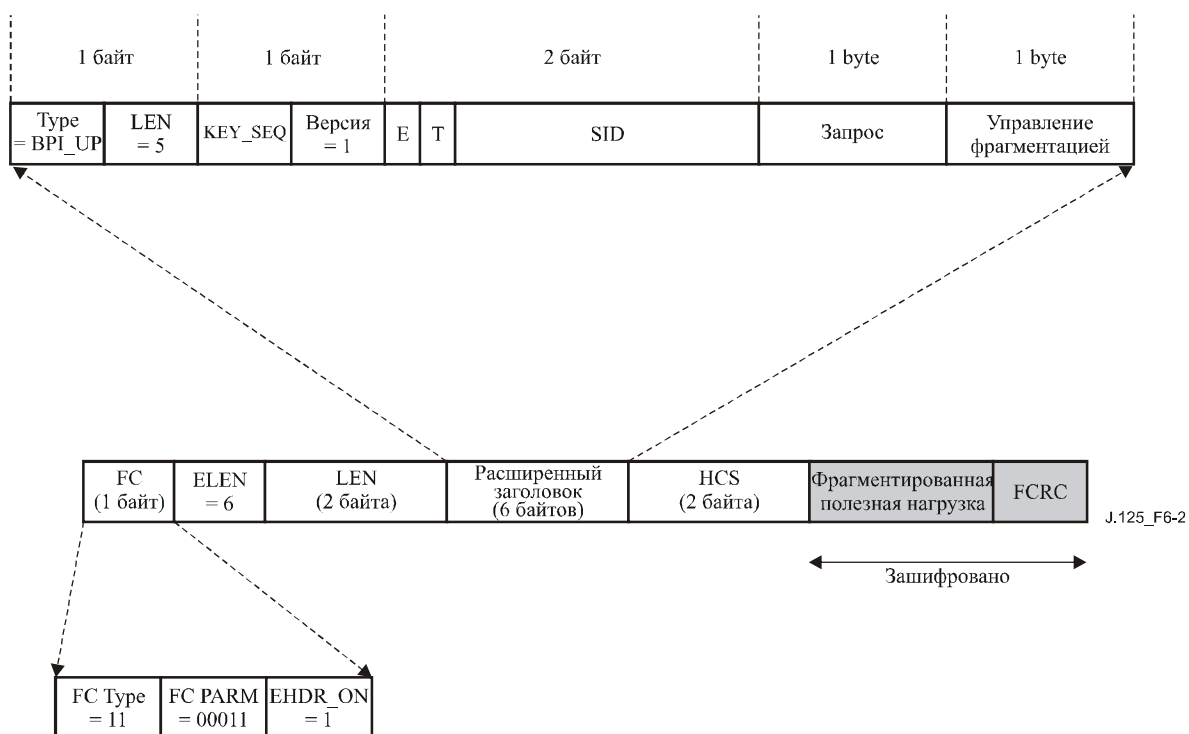 1 байт
1 байт
2 байт
1 byte
1 byte
Type
= BPI_UP
LEN
= 5
KEY_SEQ
Версия
= 1
E
T
SID
Запрос
Управление
фрагментацией
FC
(1 байт)
ELEN
= 6
LEN
(2 байта)
Расширенный
заголовок
(6 байтов)
HCS
(2 байта)
Фрагментированная
полезная нагрузка
FCRC
J.125_F6-2
Зашифровано
FC Type
= 11
FC PARM
= 00011
EHDR_ON
= 1